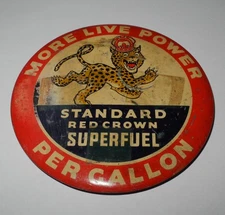 MORE LIVE POWER
STANDARD
RED CROWN
SUPERFUEL
PER GALLON